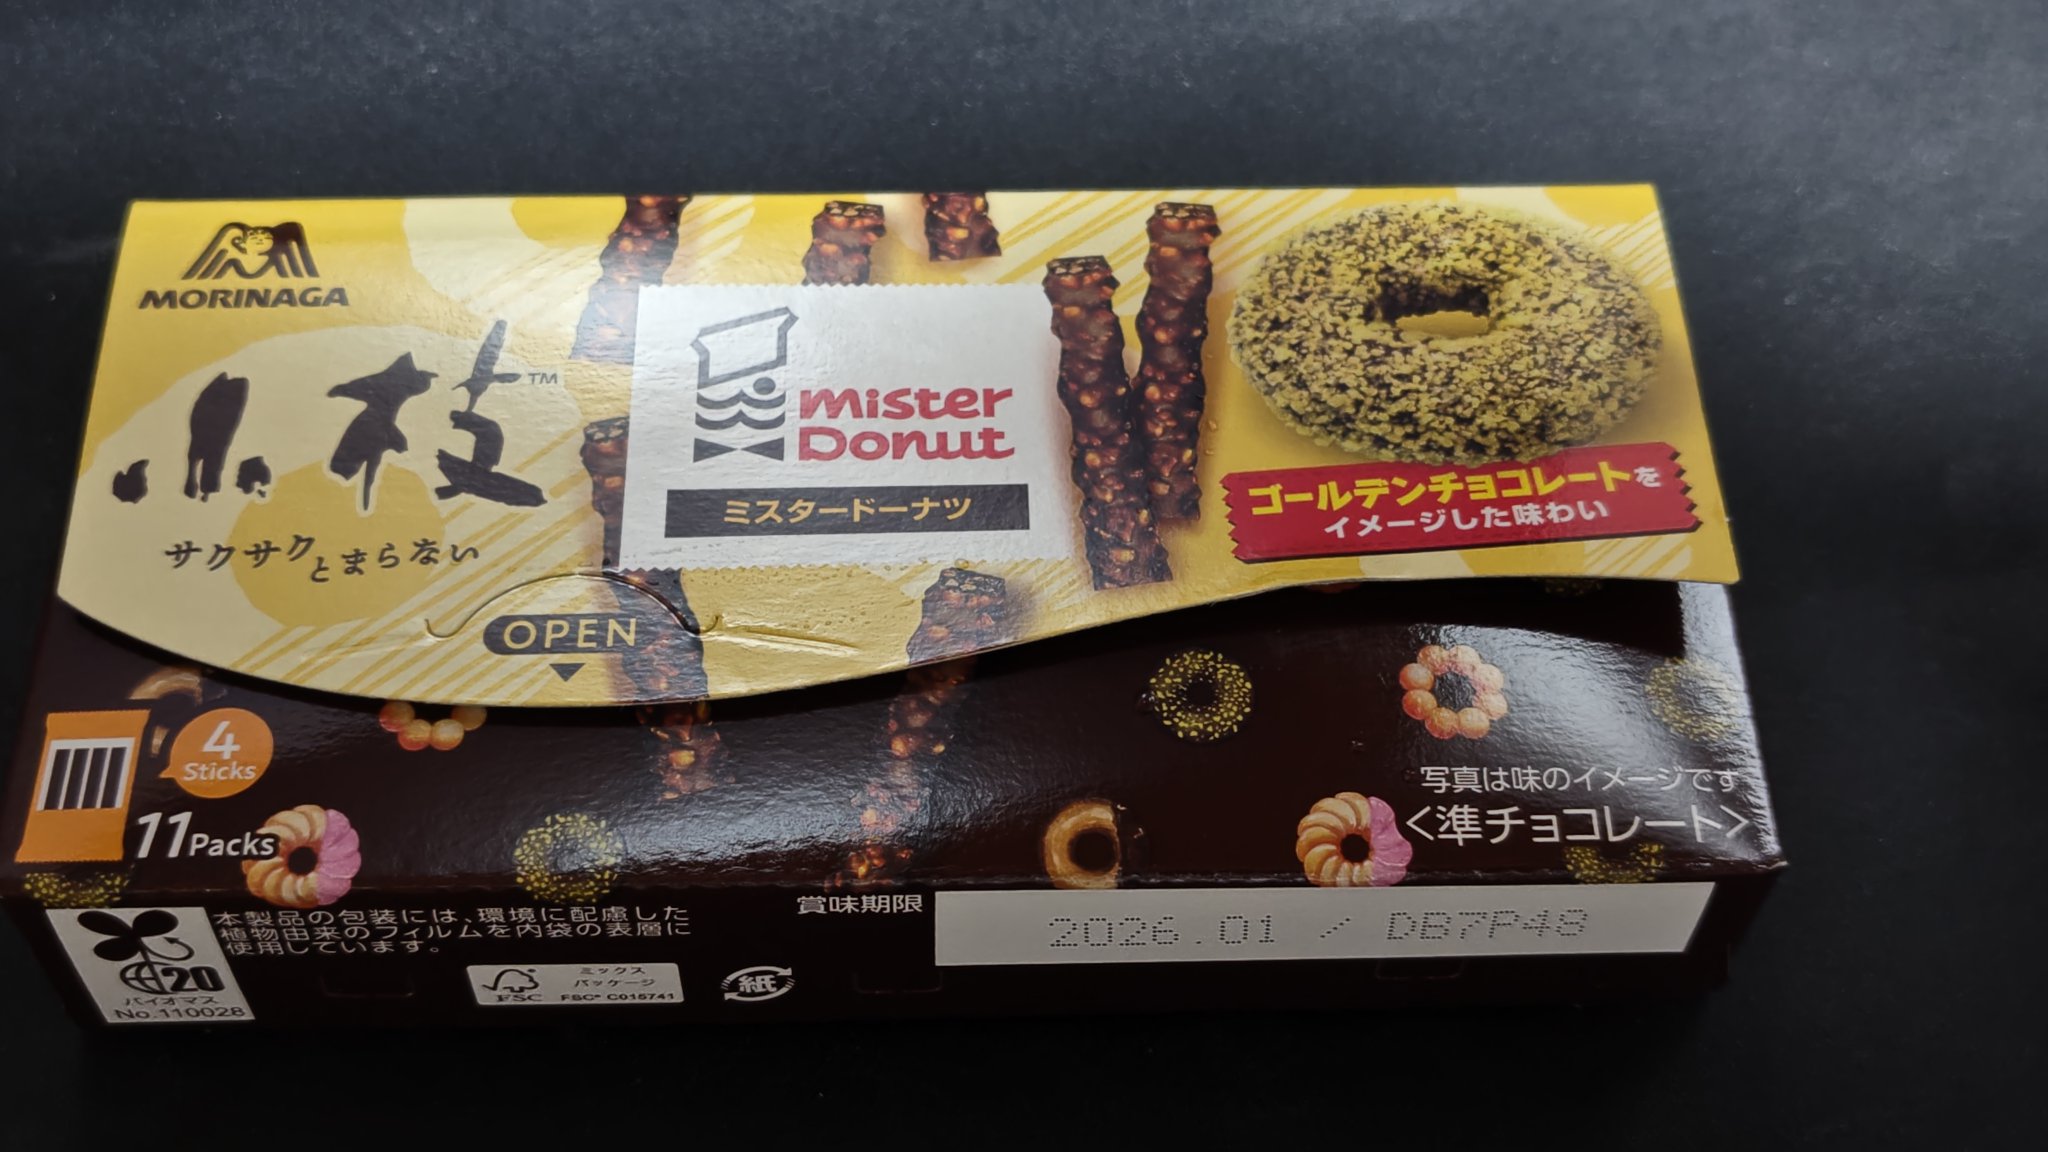 MORINAGA
小枝™
サクサクとまらない
mister
Donut
ミスタードーナツ
ゴールデンチョコレートを
イメージした味わい
OPEN
4
Sticks
11Packs
写真は味のイメージです
<準チョコレート>
20
バイオマス
No.110028
本製品の包装には、環境に配慮した
植物由来のフィルムを内袋の表層に
使用しています。
FSC
ミックス
パッケージ
FSC® C015741
紙
賞味期限
2026.01 / DB7P48